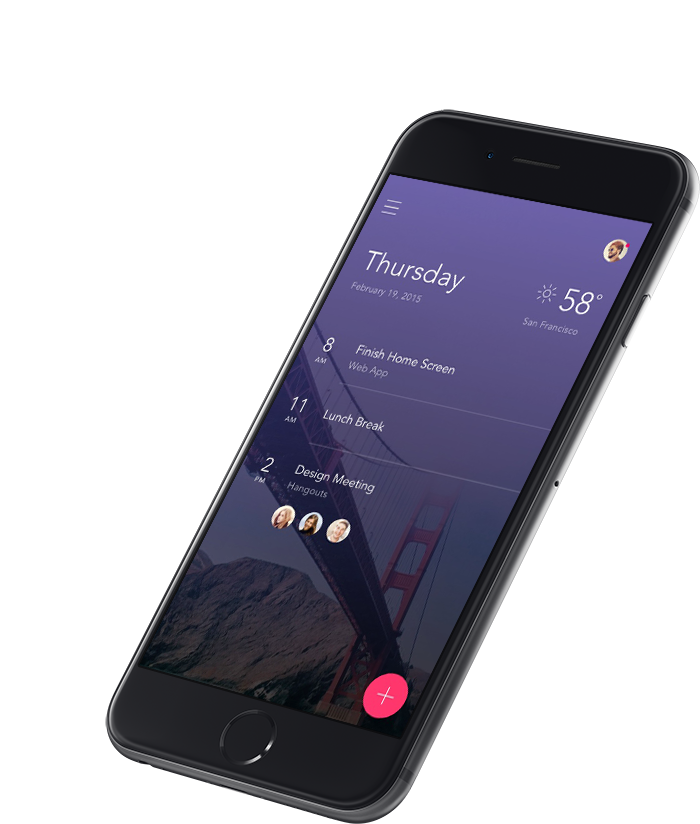 Thursday
February 19, 2015
58°
San Francisco
8
AM
Finish Home Screen
Web App
11
AM
Lunch Break
2
PM
Design Meeting
Hangouts